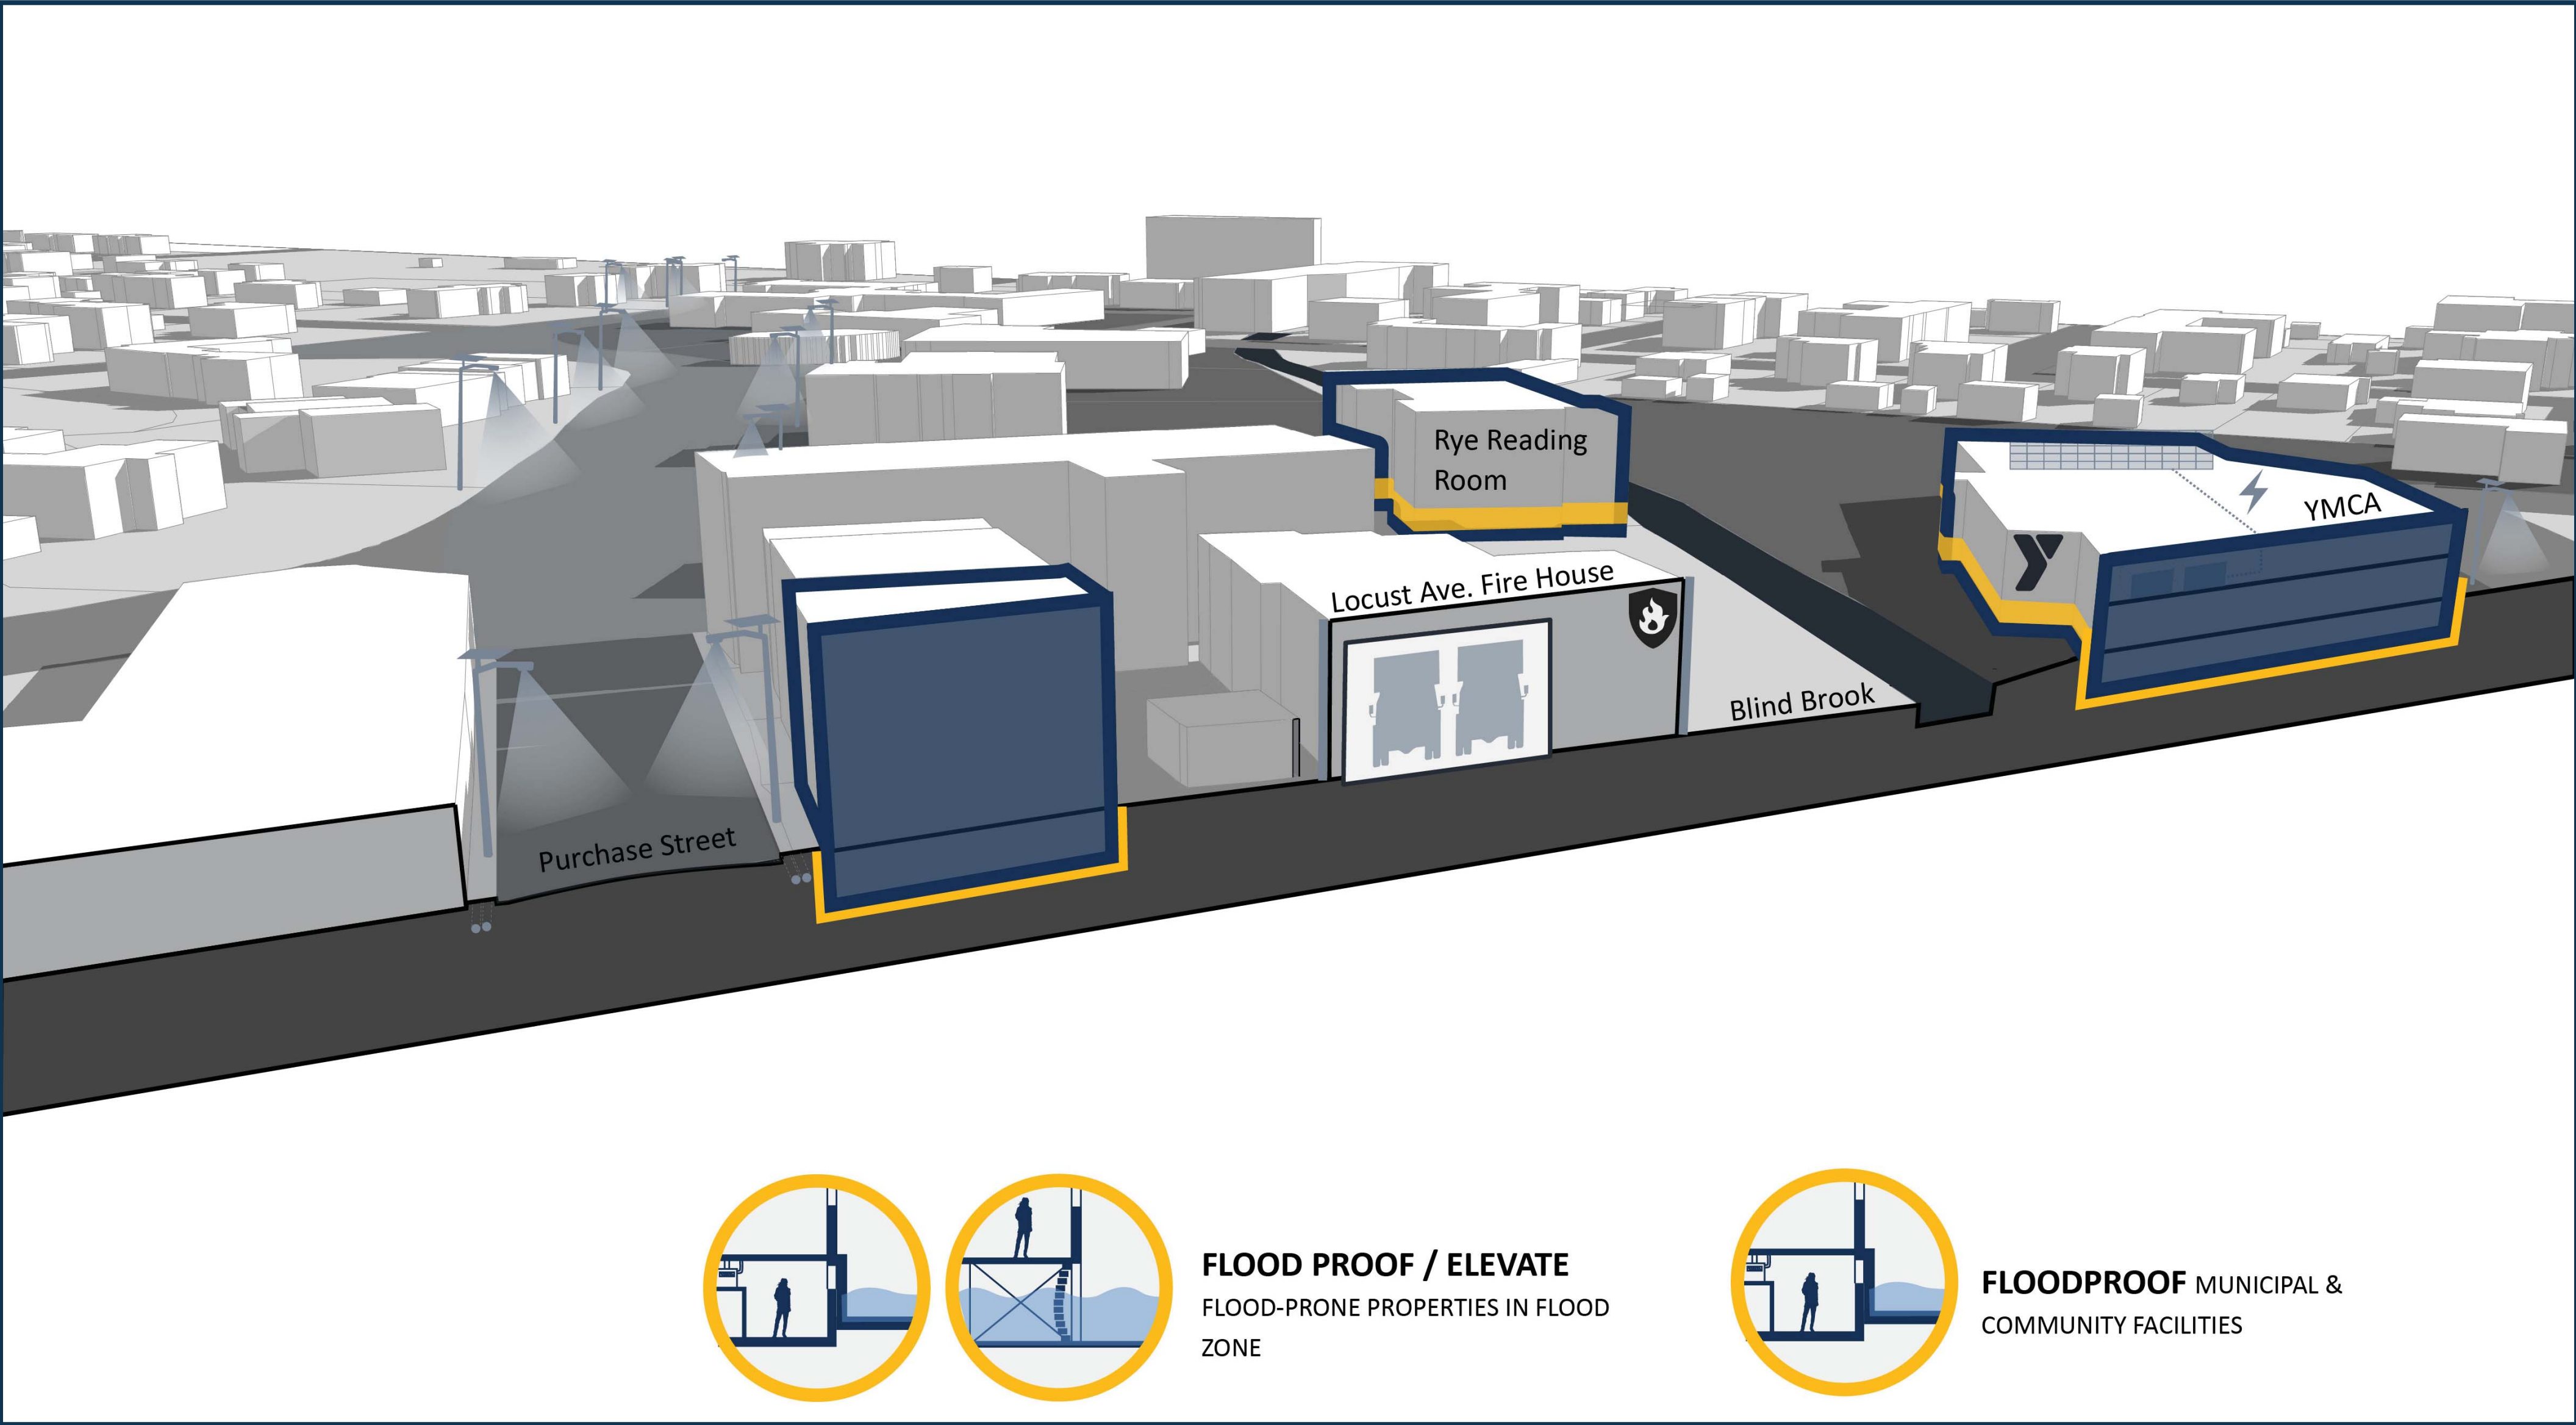 Rye Reading
Room
YMCA
Locust Ave. Fire House
Blind Brook
Purchase Street
FLOOD PROOF / ELEVATE
FLOOD-PRONE PROPERTIES IN FLOOD
ZONE
FLOODPROOF MUNICIPAL &
COMMUNITY FACILITIES